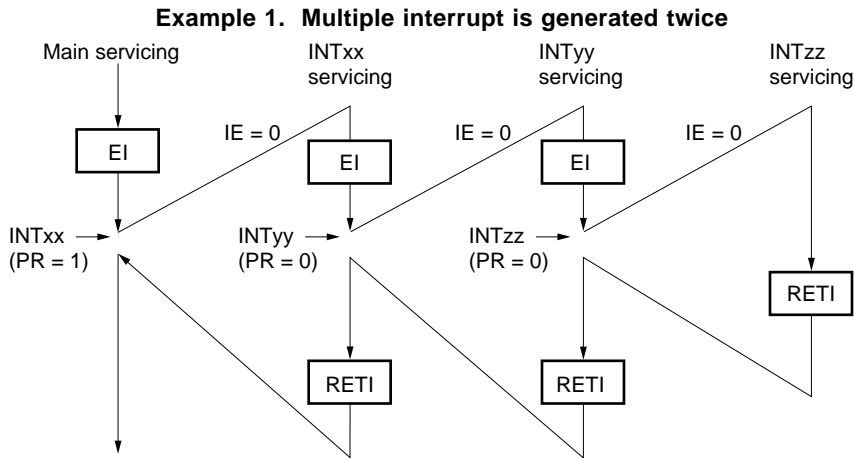 Example 1. Multiple interrupt is generated twice
Main servicing
INTxx
servicing
INTyy
servicing
INTzz
servicing
IE = 0
IE = 0
IE = 0
EI
EI
EI
INTxx
(PR = 1)
INTyy
(PR = 0)
INTzz
(PR = 0)
RETI
RETI
RETI